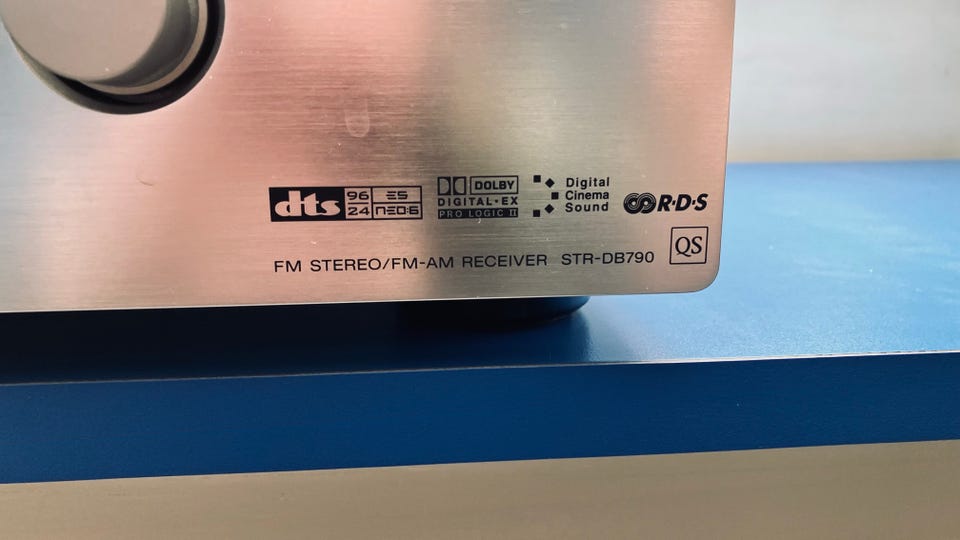 dts 96 24 ES NEO:6
DOLBY
DIGITAL·EX
PRO LOGIC II
Digital
Cinema
Sound
R·D·S
QS
FM STEREO/FM-AM RECEIVER STR-DB790